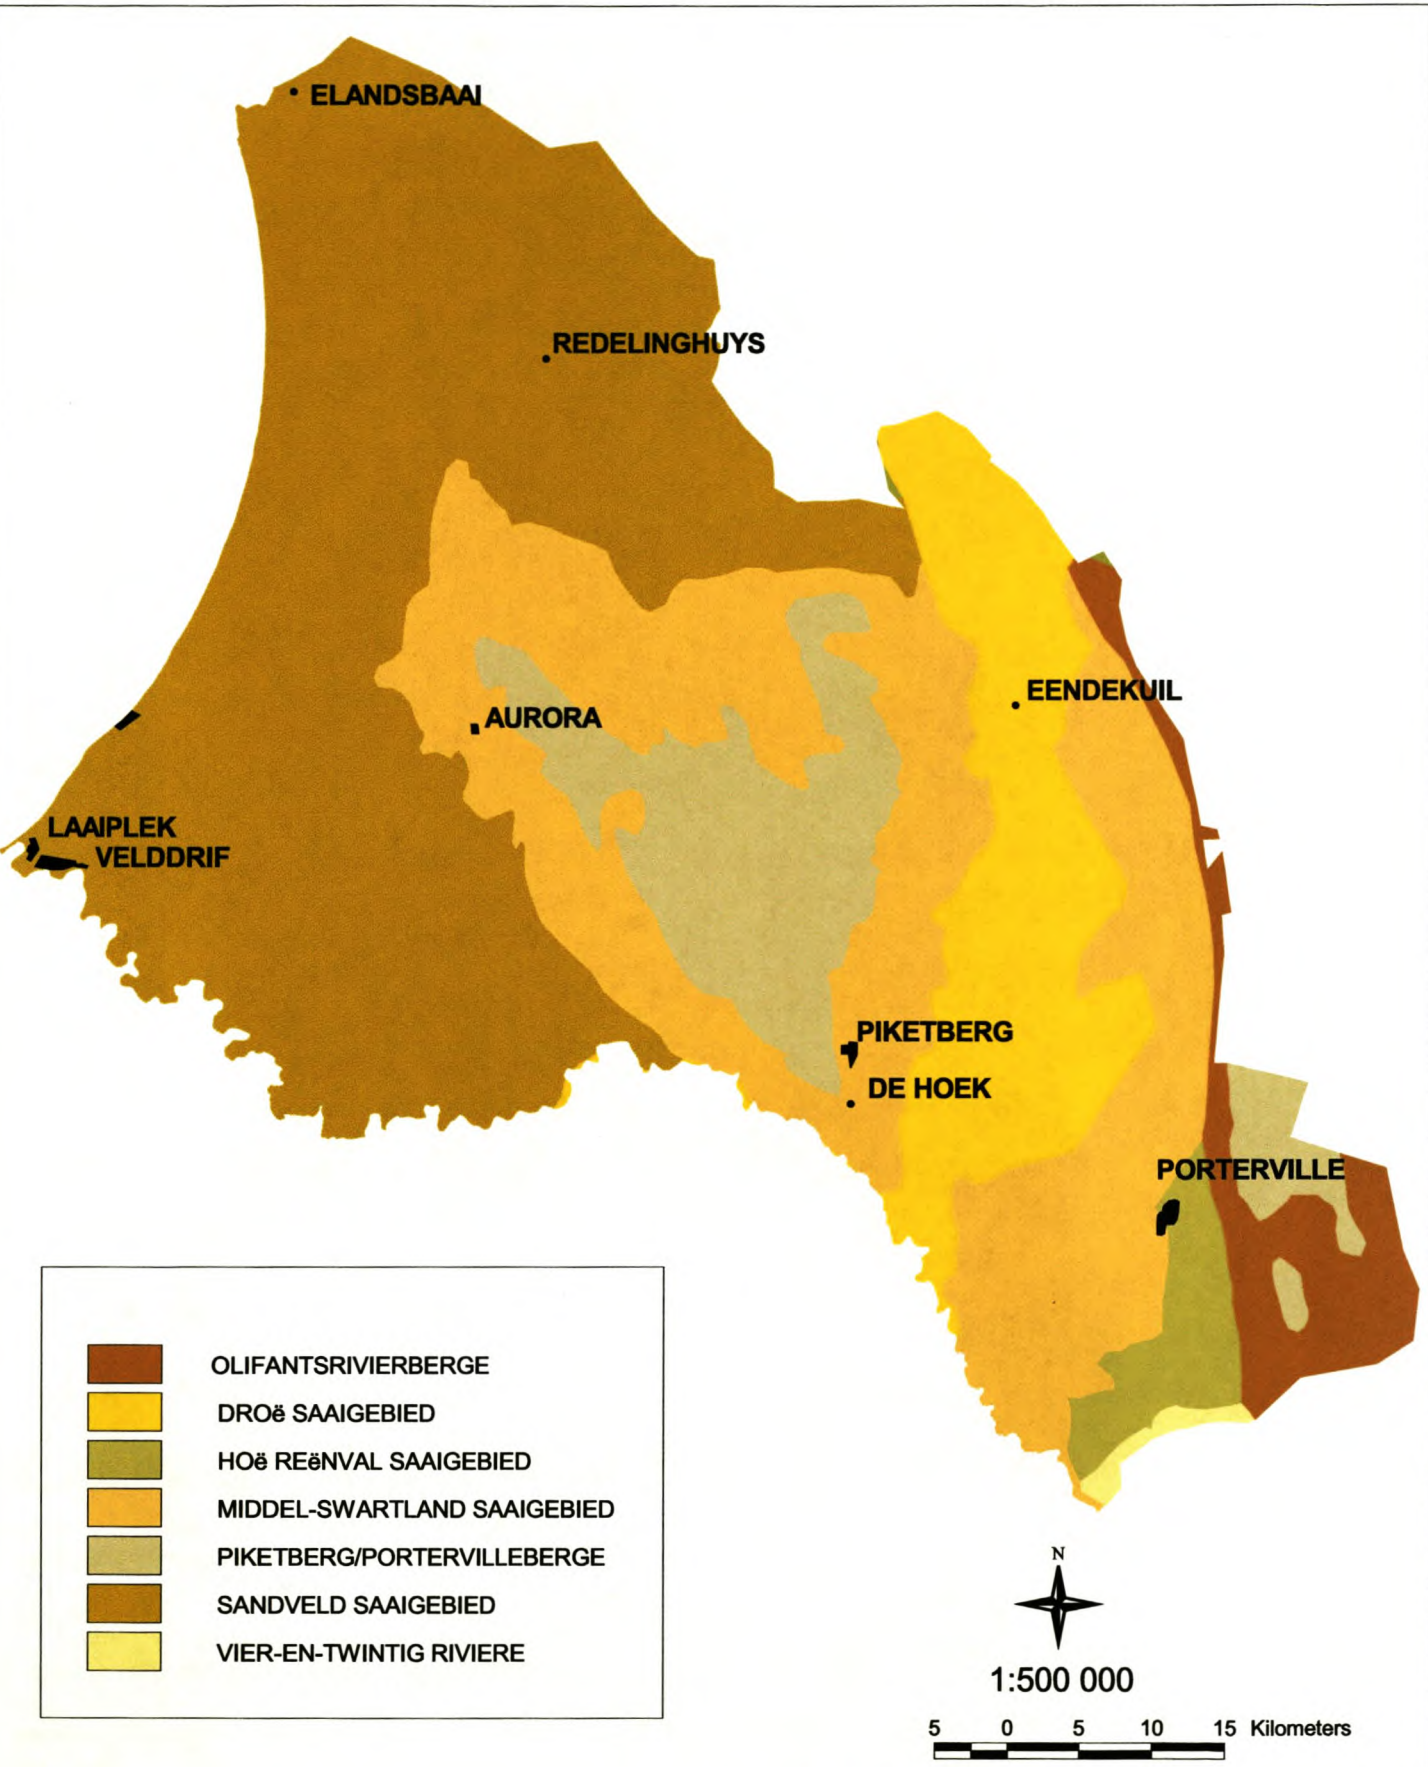 ELANDSBAAI
REDELINGHUYS
EENDEKUIL
AURORA
LAAIPLEK
VELDDRIF
PIKETBERG
DE HOEK
PORTERVILLE
OLIFANTSRIVIERBERGE
DROë SAAIGEBIED
HOë REëNVAL SAAIGEBIED
MIDDEL-SWARTLAND SAAIGEBIED
PIKETBERG/PORTERVILLEBERGE
SANDVELD SAAIGEBIED
VIER-EN-TWINTIG RIVIERE
N
1:500 000
5 0 5 10 15 Kilometers